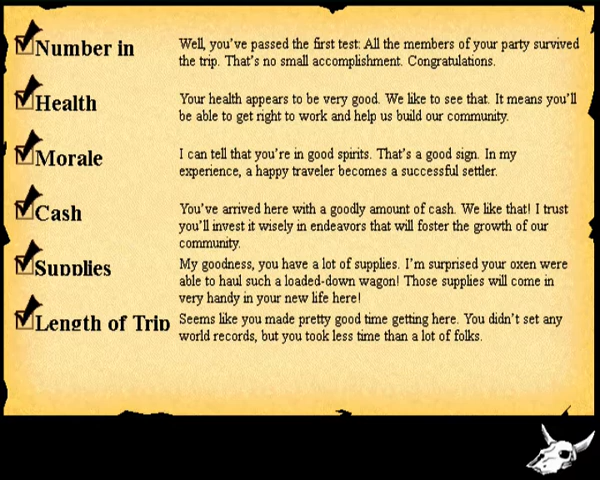 Number in
Well, you've passed the first test: All the members of your party survived
the trip. That's no small accomplishment. Congratulations.
Health
Your health appears to be very good. We like to see that. It means you'll
be able to get right to work and help us build our community.
Morale
I can tell that you're in good spirits. That's a good sign. In my
experience, a happy traveler becomes a successful settler.
Cash
You've arrived here with a goodly amount of cash. We like that! I trust
you'll invest it wisely in endeavors that will foster the growth of our
community.
Supplies
My goodness, you have a lot of supplies. I'm surprised your oxen were
able to haul such a loaded-down wagon! Those supplies will come in
very handy in your new life here!
Length of Trip
Seems like you made pretty good time getting here. You didn't set any
world records, but you took less time than a lot of folks.